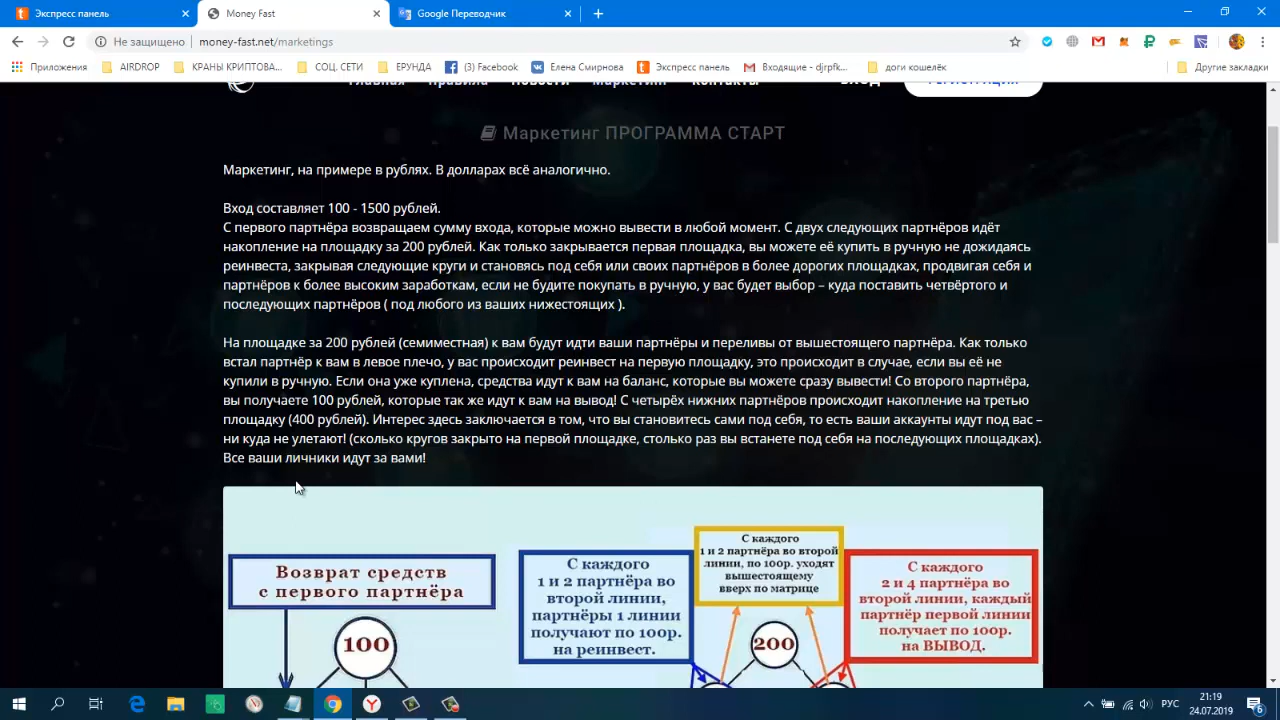 Экспресс панель
Money Fast
Google Переводчик
Не защищено
money-fast.net/marketings
Приложения
AIRDROP
КРАНЫ КРИПТОВА...
СОЦ. СЕТИ
ЕРУНДА
(3) Facebook
Елена Смирнова
Экспресс панель
Входящие - djrpfk...
доги кошелёк
Другие закладки
Главная Правила Новости Маркетинг Контакты ВХОД РЕГИСТРАЦИЯ
Маркетинг ПРОГРАММА СТАРТ
Маркетинг, на примере в рублях. В долларах всё аналогично.
Вход составляет 100 - 1500 рублей.
С первого партнёра возвращаем сумму входа, которые можно вывести в любой момент. С двух следующих партнёров идёт
накопление на площадку за 200 рублей. Как только закрывается первая площадка, вы можете её купить в ручную не дожидаясь
реинвеста, закрывая следующие круги и становясь под себя или своих партнёров в более дорогих площадках, продвигая себя и
партнёров к более высоким заработкам, если не будите покупать в ручную, у вас будет выбор – куда поставить четвёртого и
последующих партнёров ( под любого из ваших нижестоящих ).
На площадке за 200 рублей (семиместная) к вам будут идти ваши партнёры и переливы от вышестоящего партнёра. Как только
встал партнёр к вам в левое плечо, у вас происходит реинвест на первую площадку, это происходит в случае, если вы её не
купили в ручную. Если она уже куплена, средства идут к вам на баланс, которые вы можете сразу вывести! Со второго партнёра,
вы получаете 100 рублей, которые так же идут к вам на вывод! С четырёх нижних партнёров происходит накопление на третью
площадку (400 рублей). Интерес здесь заключается в том, что вы становитесь сами под себя, то есть ваши аккаунты идут под вас –
ни куда не улетают! (сколько кругов закрыто на первой площадке, столько раз вы встанете под себя на последующих площадках).
Все ваши личники идут за вами!
Возврат средств
с первого партнёра
100
С каждого
1 и 2 партнёра во
второй линии,
партнёры 1 линии
получают по 100р.
на реинвест.
С каждого
1 и 2 партнёра во второй
линии, по 100р. уходят
вышестоящему
вверх по матрице
200
С каждого
2 и 4 партнёра во
второй линии, каждый
партнёр первой линии
получает по 100р.
на ВЫВОД.
РУС
21:19
24.07.2019
6